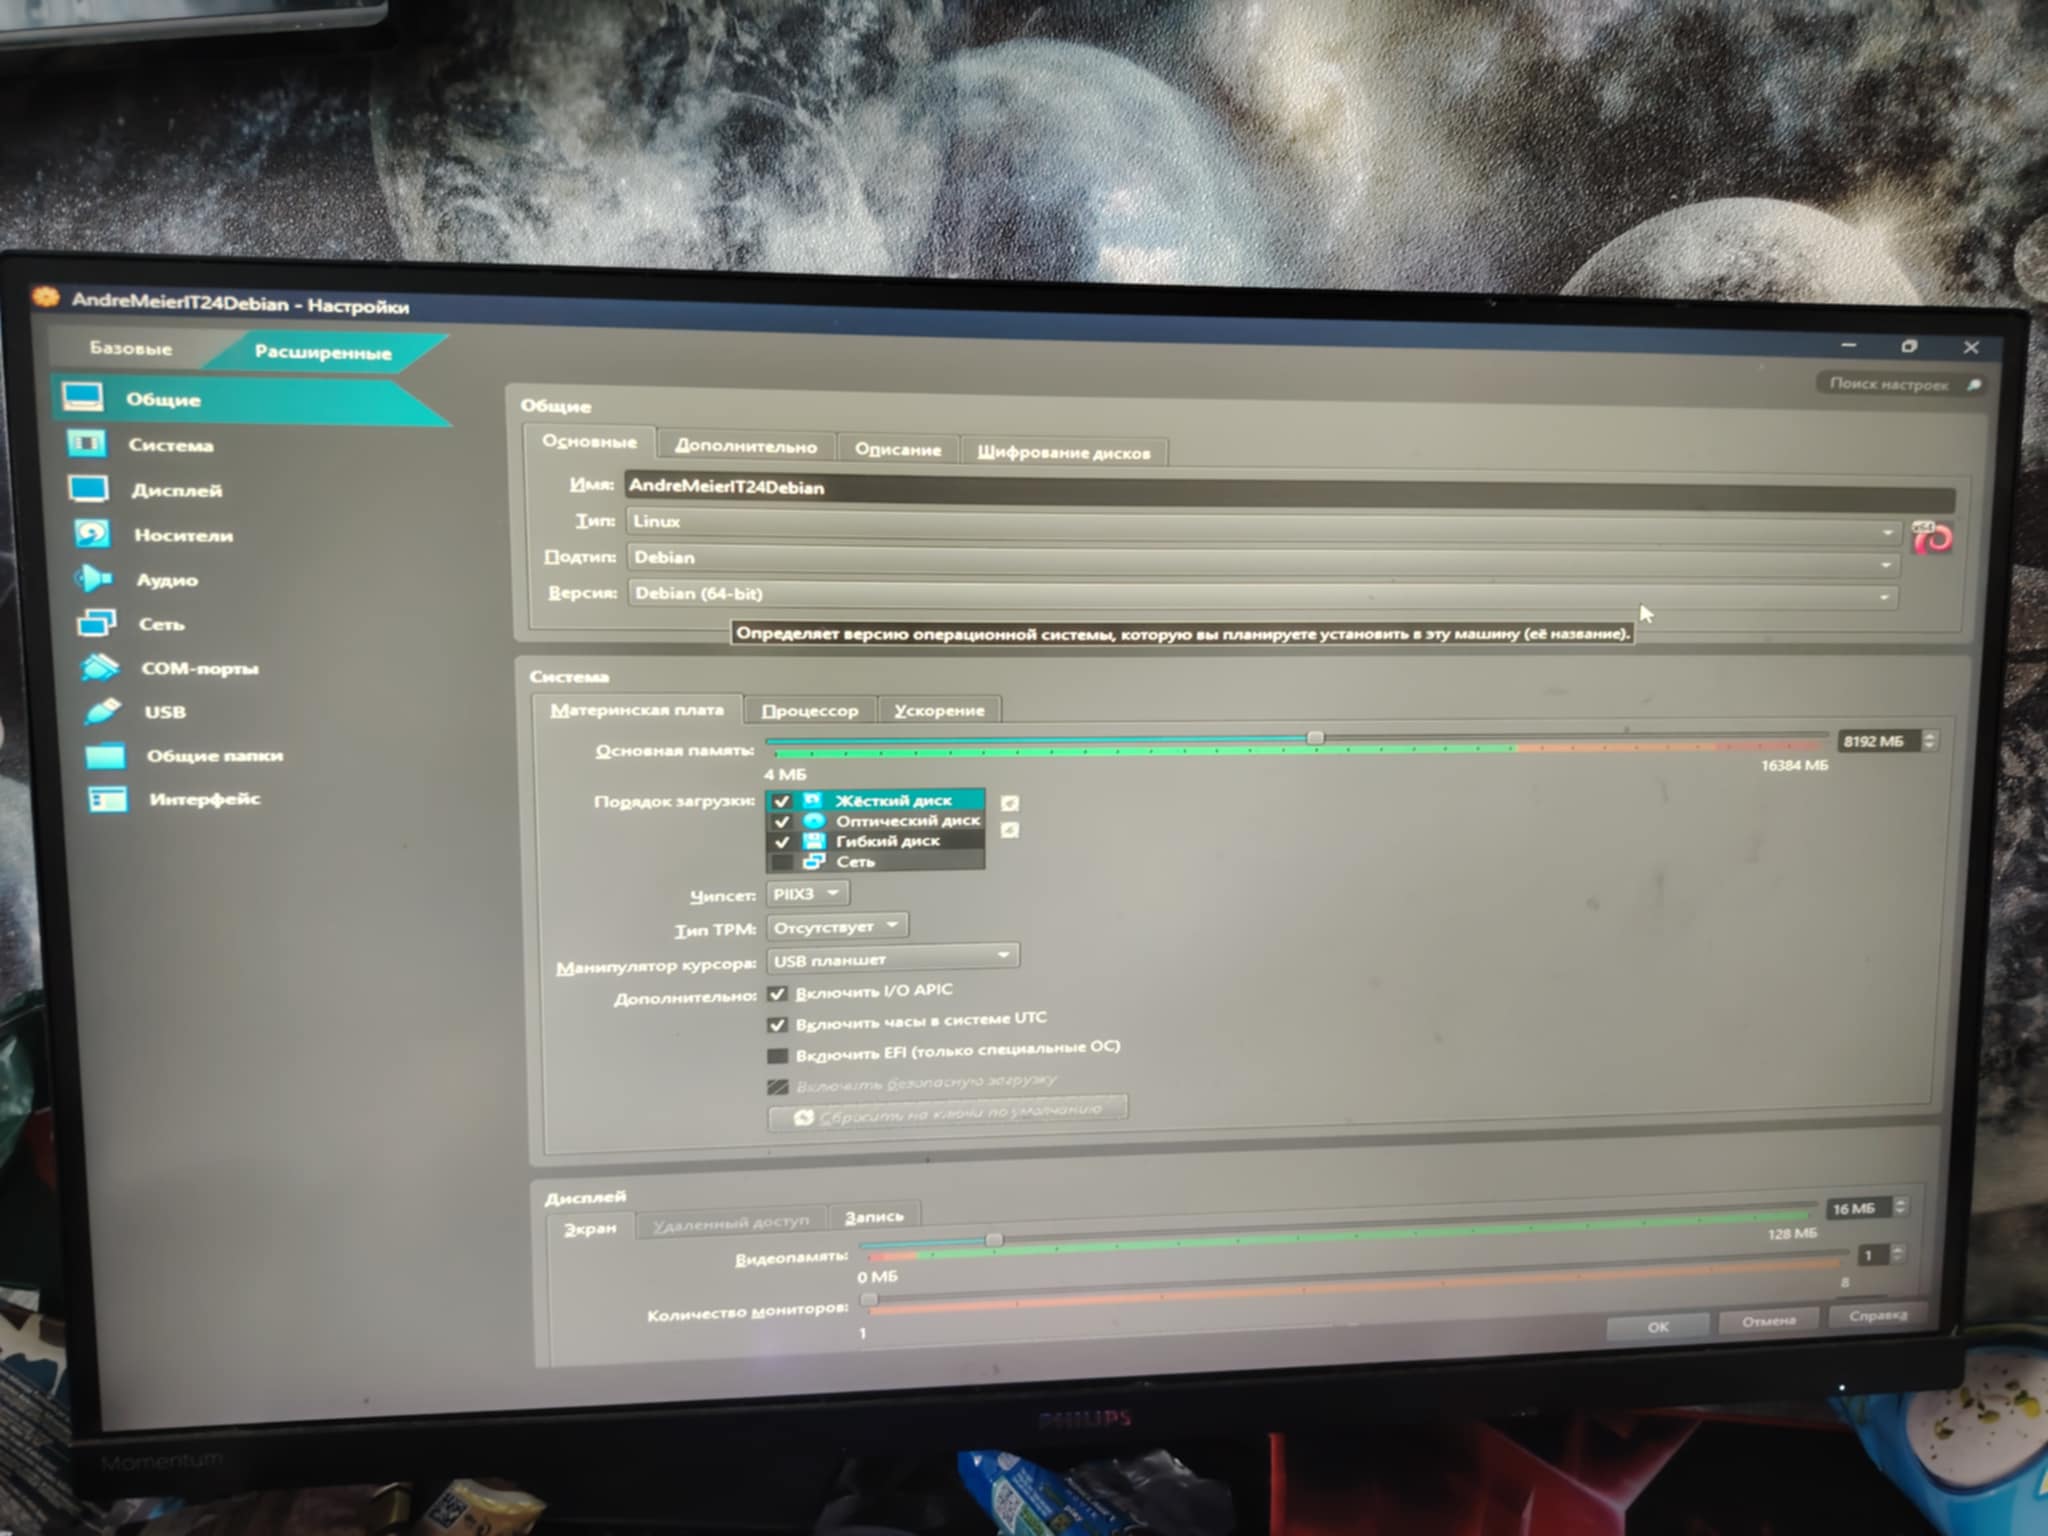 AndreMeierIT24Debian - Настройки
Базовые
Расширенные
Поиск настроек
Общие
Система
Дисплей
Носители
Аудио
Сеть
COM-порты
USB
Общие папки
Интерфейс
Общие
Основные
Дополнительно
Описание
Шифрование дисков
Имя: AndreMeierIT24Debian
Тип: Linux
Подтип: Debian
Версия: Debian (64-bit)
Определяет версию операционной системы, которую вы планируете установить в эту машину (её название).
Система
Материнская плата
Процессор
Ускорение
Основная память: 8192 МБ
4 МБ 16384 МБ
Порядок загрузки: Жёсткий диск
Оптический диск
Гибкий диск
Сеть
Чипсет: PIIX3
Тип TPM: Отсутствует
Манипулятор курсора: USB планшет
Дополнительно: Включить I/O APIC
Включить часы в системе UTC
Включить EFI (только специальные ОС)
Включить безопасную загрузку
Сбросить на ключи по умолчанию
Дисплей
Экран
Удаленный доступ
Запись
Видеопамять: 16 МБ
0 МБ 128 МБ
Количество мониторов: 1
1 8
OK
Отмена
Справка
PHILIPS
Momentum